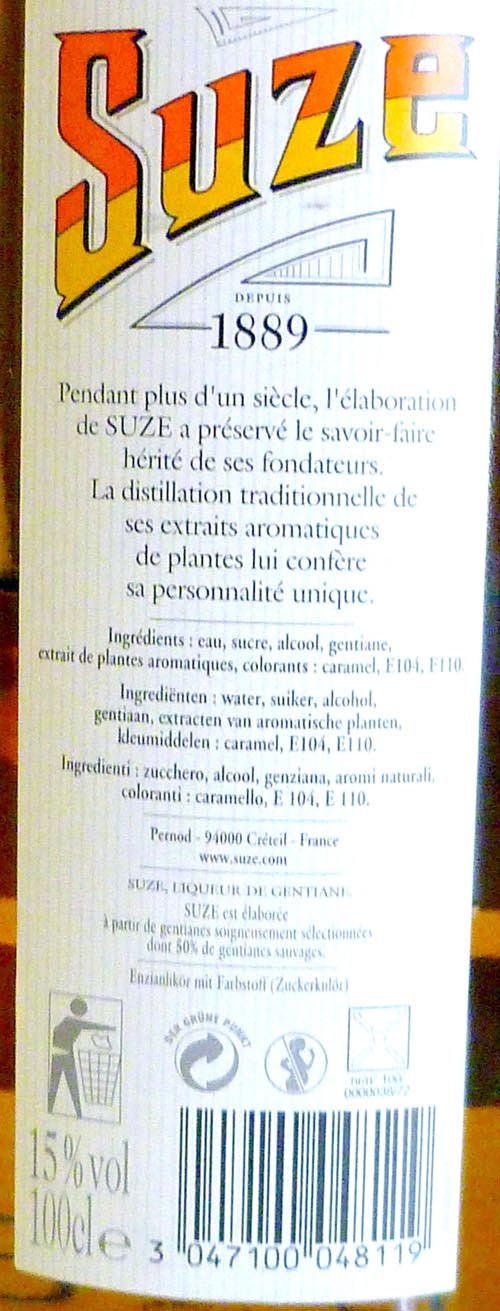 Suze
DEPUIS
1889
Pendant plus d'un siècle, l'élaboration
de SUZE a préservé le savoir-faire
hérité de ses fondateurs.
La distillation traditionnelle de
ses extraits aromatiques
de plantes lui confère
sa personnalité unique.
Ingrédients : eau, sucre, alcool, gentiane,
extrait de plantes aromatiques, colorants : caramel, E104, E110.
Ingrediënten : water, suiker, alcohol,
gentiaan, extracten van aromatische planten,
kleurmiddelen : caramel, E104, E110.
Ingredienti : zucchero, alcool, genziana, aromi naturali,
coloranti : caramello, E 104, E 110.
Pernod - 94000 Créteil - France
www.suze.com
SUZE, LIQUEUR DE GENTIANE
SUZE est élaborée
à partir de gentianes soigneusement sélectionnées
dont 50% de gentianes sauvages.
Enzianlikör mit Farbstoff (Zuckerkulör)
DER GRÜNE PUNKT
15%vol
100cl e
3 047100 048119